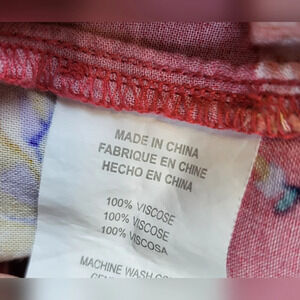 MADE IN CHINA
FABRIQUE EN CHINE
HECHO EN CHINA
100% VISCOSE
100% VISCOSE
100% VISCOSA
MACHINE WASH